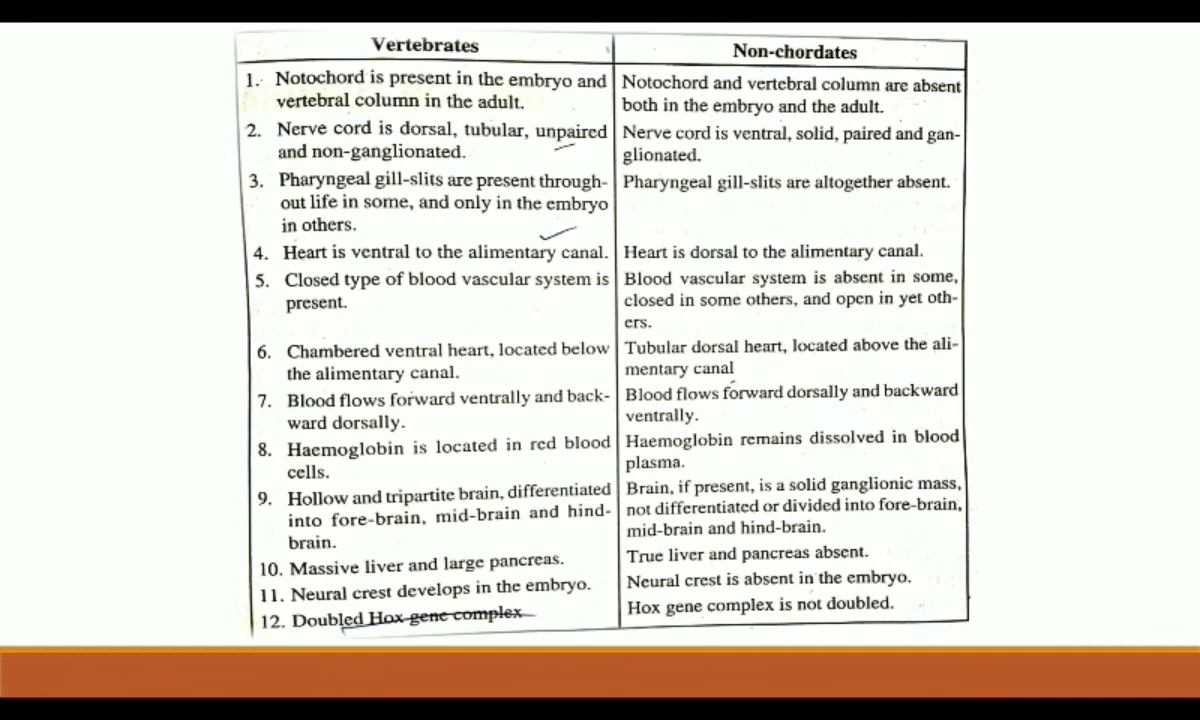 Vertebrates
Non-chordates
1. Notochord is present in the embryo and
vertebral column in the adult.
Notochord and vertebral column are absent
both in the embryo and the adult.
2. Nerve cord is dorsal, tubular, unpaired
and non-ganglionated.
Nerve cord is ventral, solid, paired and gan-
glionated.
3. Pharyngeal gill-slits are present through-
out life in some, and only in the embryo
in others.
Pharyngeal gill-slits are altogether absent.
4. Heart is ventral to the alimentary canal.
Heart is dorsal to the alimentary canal.
5. Closed type of blood vascular system is
present.
Blood vascular system is absent in some,
closed in some others, and open in yet oth-
ers.
6. Chambered ventral heart, located below
the alimentary canal.
Tubular dorsal heart, located above the ali-
mentary canal
7. Blood flows forward ventrally and back-
ward dorsally.
Blood flows forward dorsally and backward
ventrally.
8. Haemoglobin is located in red blood
cells.
Haemoglobin remains dissolved in blood
plasma.
9. Hollow and tripartite brain, differentiated
into fore-brain, mid-brain and hind-
brain.
Brain, if present, is a solid ganglionic mass,
not differentiated or divided into fore-brain,
mid-brain and hind-brain.
10. Massive liver and large pancreas.
True liver and pancreas absent.
11. Neural crest develops in the embryo.
Neural crest is absent in the embryo.
12. Doubled Hox gene complex
Hox gene complex is not doubled.